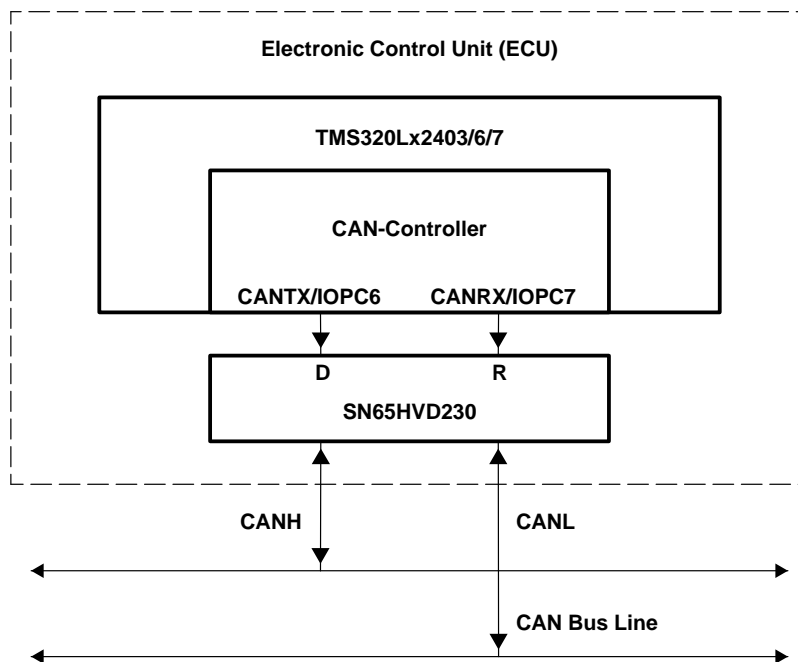 Electronic Control Unit (ECU)
TMS320Lx2403/6/7
CAN-Controller
CANTX/IOPC6 CANRX/IOPC7
D R
SN65HVD230
CANH CANL
CAN Bus Line